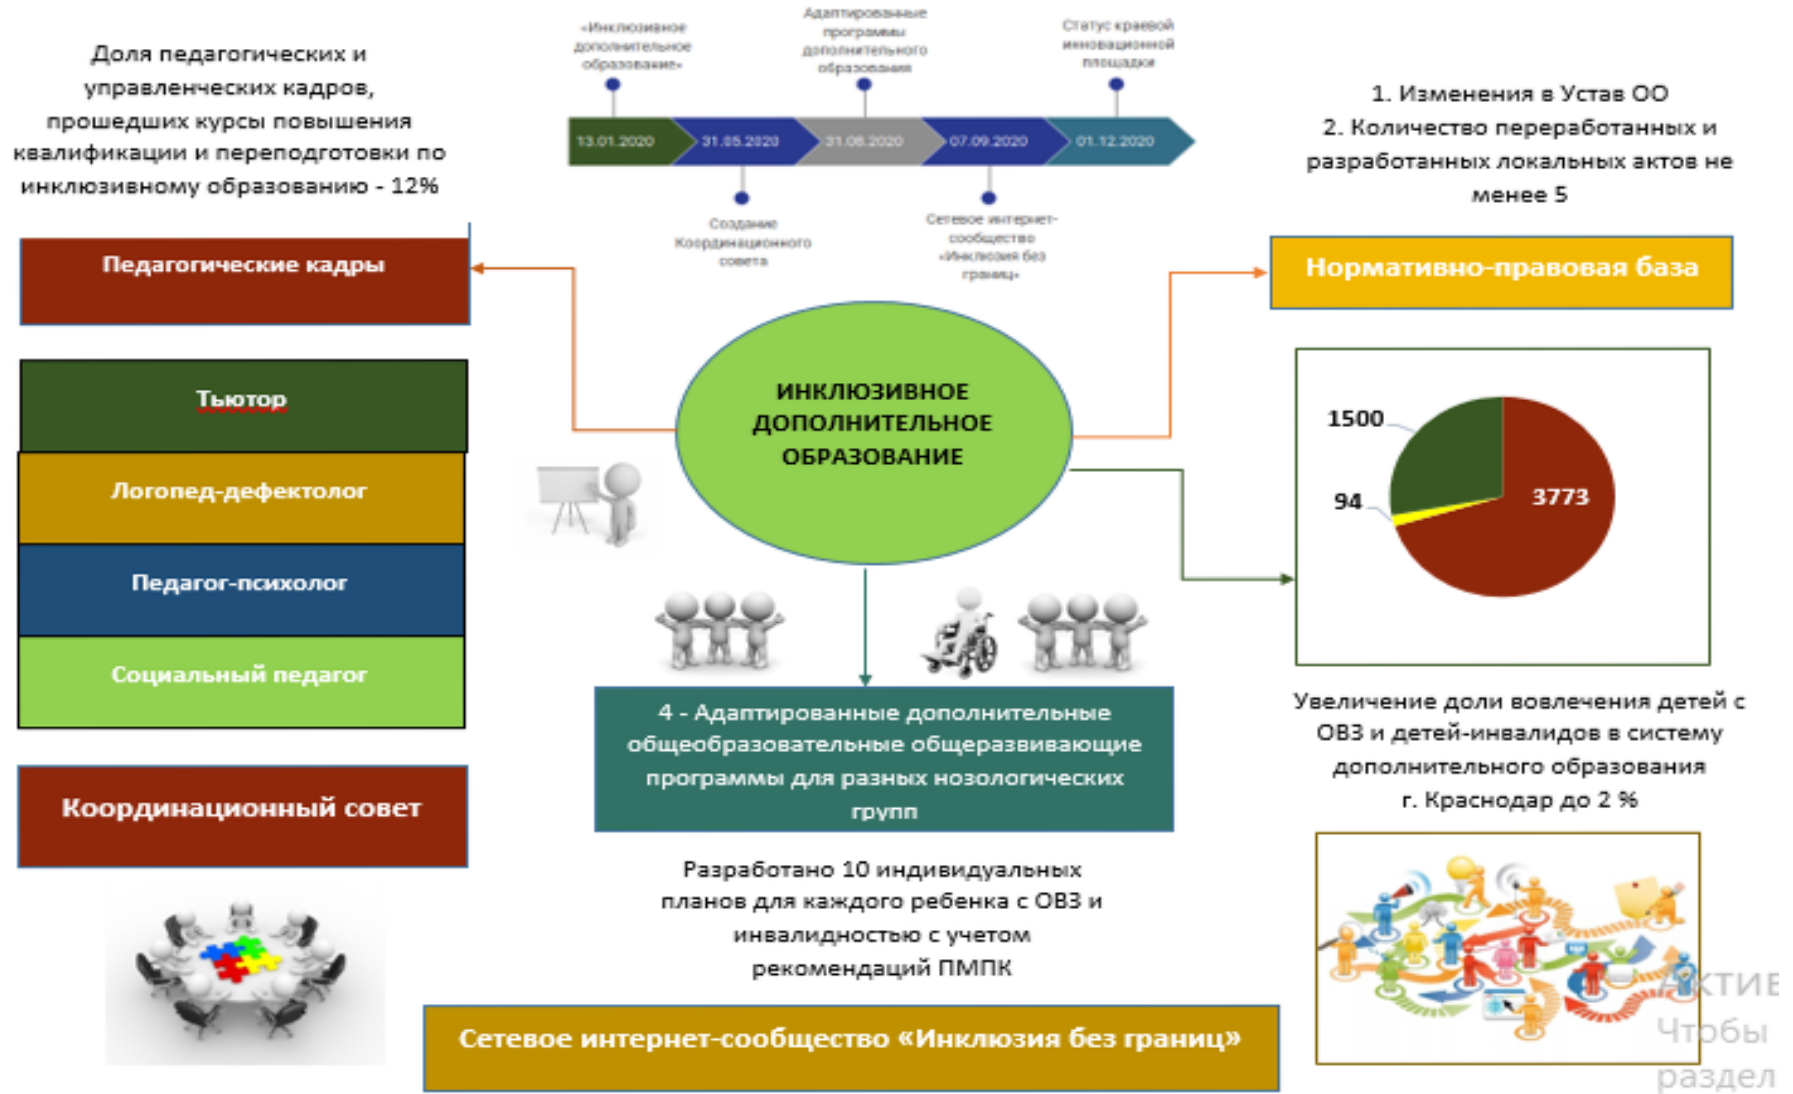 Доля педагогических и
управленческих кадров,
прошедших курсы повышения
квалификации и переподготовки по
инклюзивному образованию - 12%
«Инклюзивное
дополнительное
образование»
Адаптированные
программы
дополнительного
образования
Статус краевой
инновационной
площадки
13.01.2020
31.05.2020
31.08.2020
07.09.2020
01.12.2020
Создание
Координационного
совета
Сетевое интернет-
сообщество
«Инклюзия без
границ»
1. Изменения в Устав ОО
2. Количество переработанных и
разработанных локальных актов не
менее 5
Педагогические кадры
Нормативно-правовая база
Тьютор
Логопед-дефектолог
Педагог-психолог
Социальный педагог
Координационный совет
ИНКЛЮЗИВНОЕ
ДОПОЛНИТЕЛЬНОЕ
ОБРАЗОВАНИЕ
1500
94
3773
4 - Адаптированные дополнительные
общеобразовательные общеразвивающие
программы для разных нозологических
групп
Увеличение доли вовлечения детей с
ОВЗ и детей-инвалидов в систему
дополнительного образования
г. Краснодар до 2 %
Разработано 10 индивидуальных
планов для каждого ребенка с ОВЗ и
инвалидностью с учетом
рекомендаций ПМПК
Сетевое интернет-сообщество «Инклюзия без границ»
Актив
Чтобы
раздел